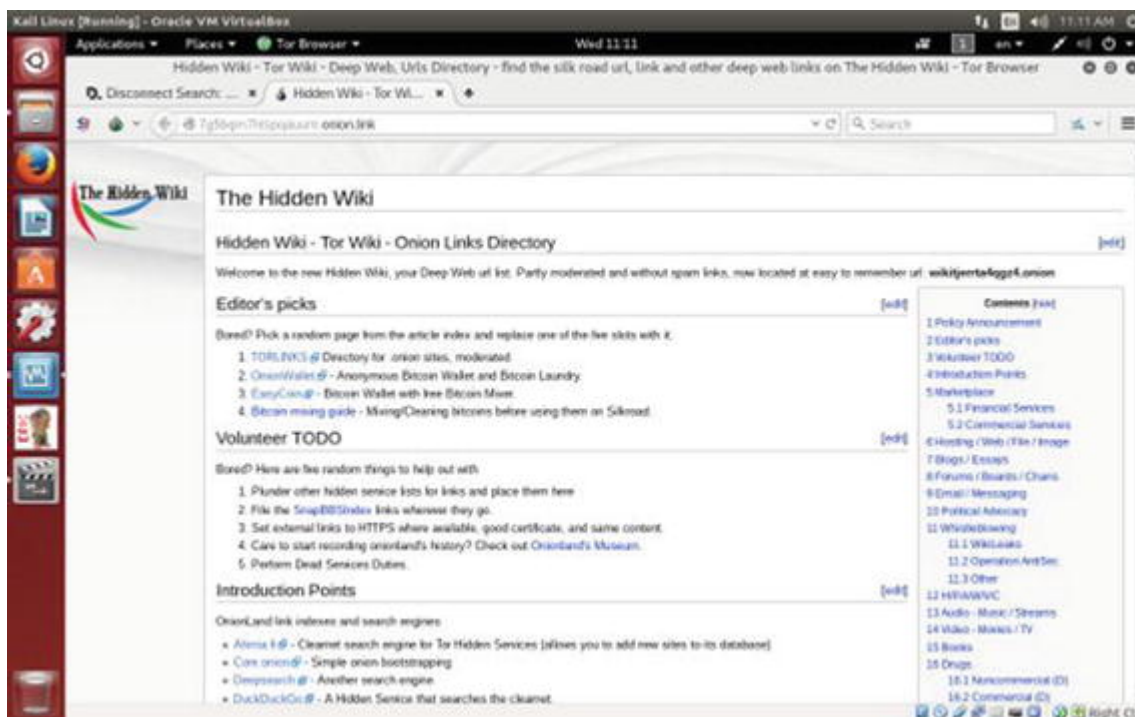 Kali Linux [Running] - Oracle VM VirtualBox
11:11 AM
Applications Places Tor Browser Wed 11:11 1 en
Hidden Wiki - Tor Wiki - Deep Web, Urls Directory - find the silk road url, link and other deep web links on The Hidden Wiki - Tor Browser
Disconnect Search: ... Hidden Wiki - Tor Wi...
onion.link Search
The Hidden Wiki
The Hidden Wiki
Hidden Wiki - Tor Wiki - Onion Links Directory [edit]
Welcome to the new Hidden Wiki, your Deep Web url list. Partly moderated and without spam links, now located at easy to remember url:
Editor's picks [edit]
Bored? Pick a random page from the article index and replace one of the five slots with it.
1. TORLINKS Directory for .onion sites, moderated
2. OnionWallet - Anonymous Bitcoin Wallet and Bitcoin Laundry
3. EasyCoin - Bitcoin Wallet with free Bitcoin Mixer
4. Bitcoin mixing guide - Mixing/Cleaning bitcoins before using them on Silkroad.
Volunteer TODO [edit]
Bored? Here are five random things to help out with
1. Plunder other hidden service lists for links and place them here
2. File the SnapBBSIndex links wherever they go.
3. Set external links to HTTPS where available, good certificate, and same content.
4. Care to start recording onionland's history? Check out Onionland's Museum.
5. Perform Dead Services Duties.
Introduction Points [edit]
OnionLand link indexes and search engines
- Clearnet search engine for Tor Hidden Services (allows you to add new sites to its database)
- Simple onion bootstrapping
Deepsearch - Another search engine.
DuckDuckGo - A Hidden Service that searches the clearnet.
Contents [hide]
1 Policy Announcement
2 Editor's picks
3 Volunteer TODO
4 Introduction Points
5 Marketplace
5.1 Financial Services
5.2 Commercial Services
6 Hosting / Web / File / Image
7 Blogs / Essays
8 Forums / Boards / Chans
9 Email / Messaging
10 Political Advocacy
11 Whistleblowing
11.1 WikiLeaks
11.2 Operation AntiSec
11.3 Other
12 H/P/A/W/V/C
13 Audio - Music / Streams
14 Video - Movies / TV
15 Books
16 Drugs
16.1 Noncommercial (D)
16.2 Commercial (D)
Right C